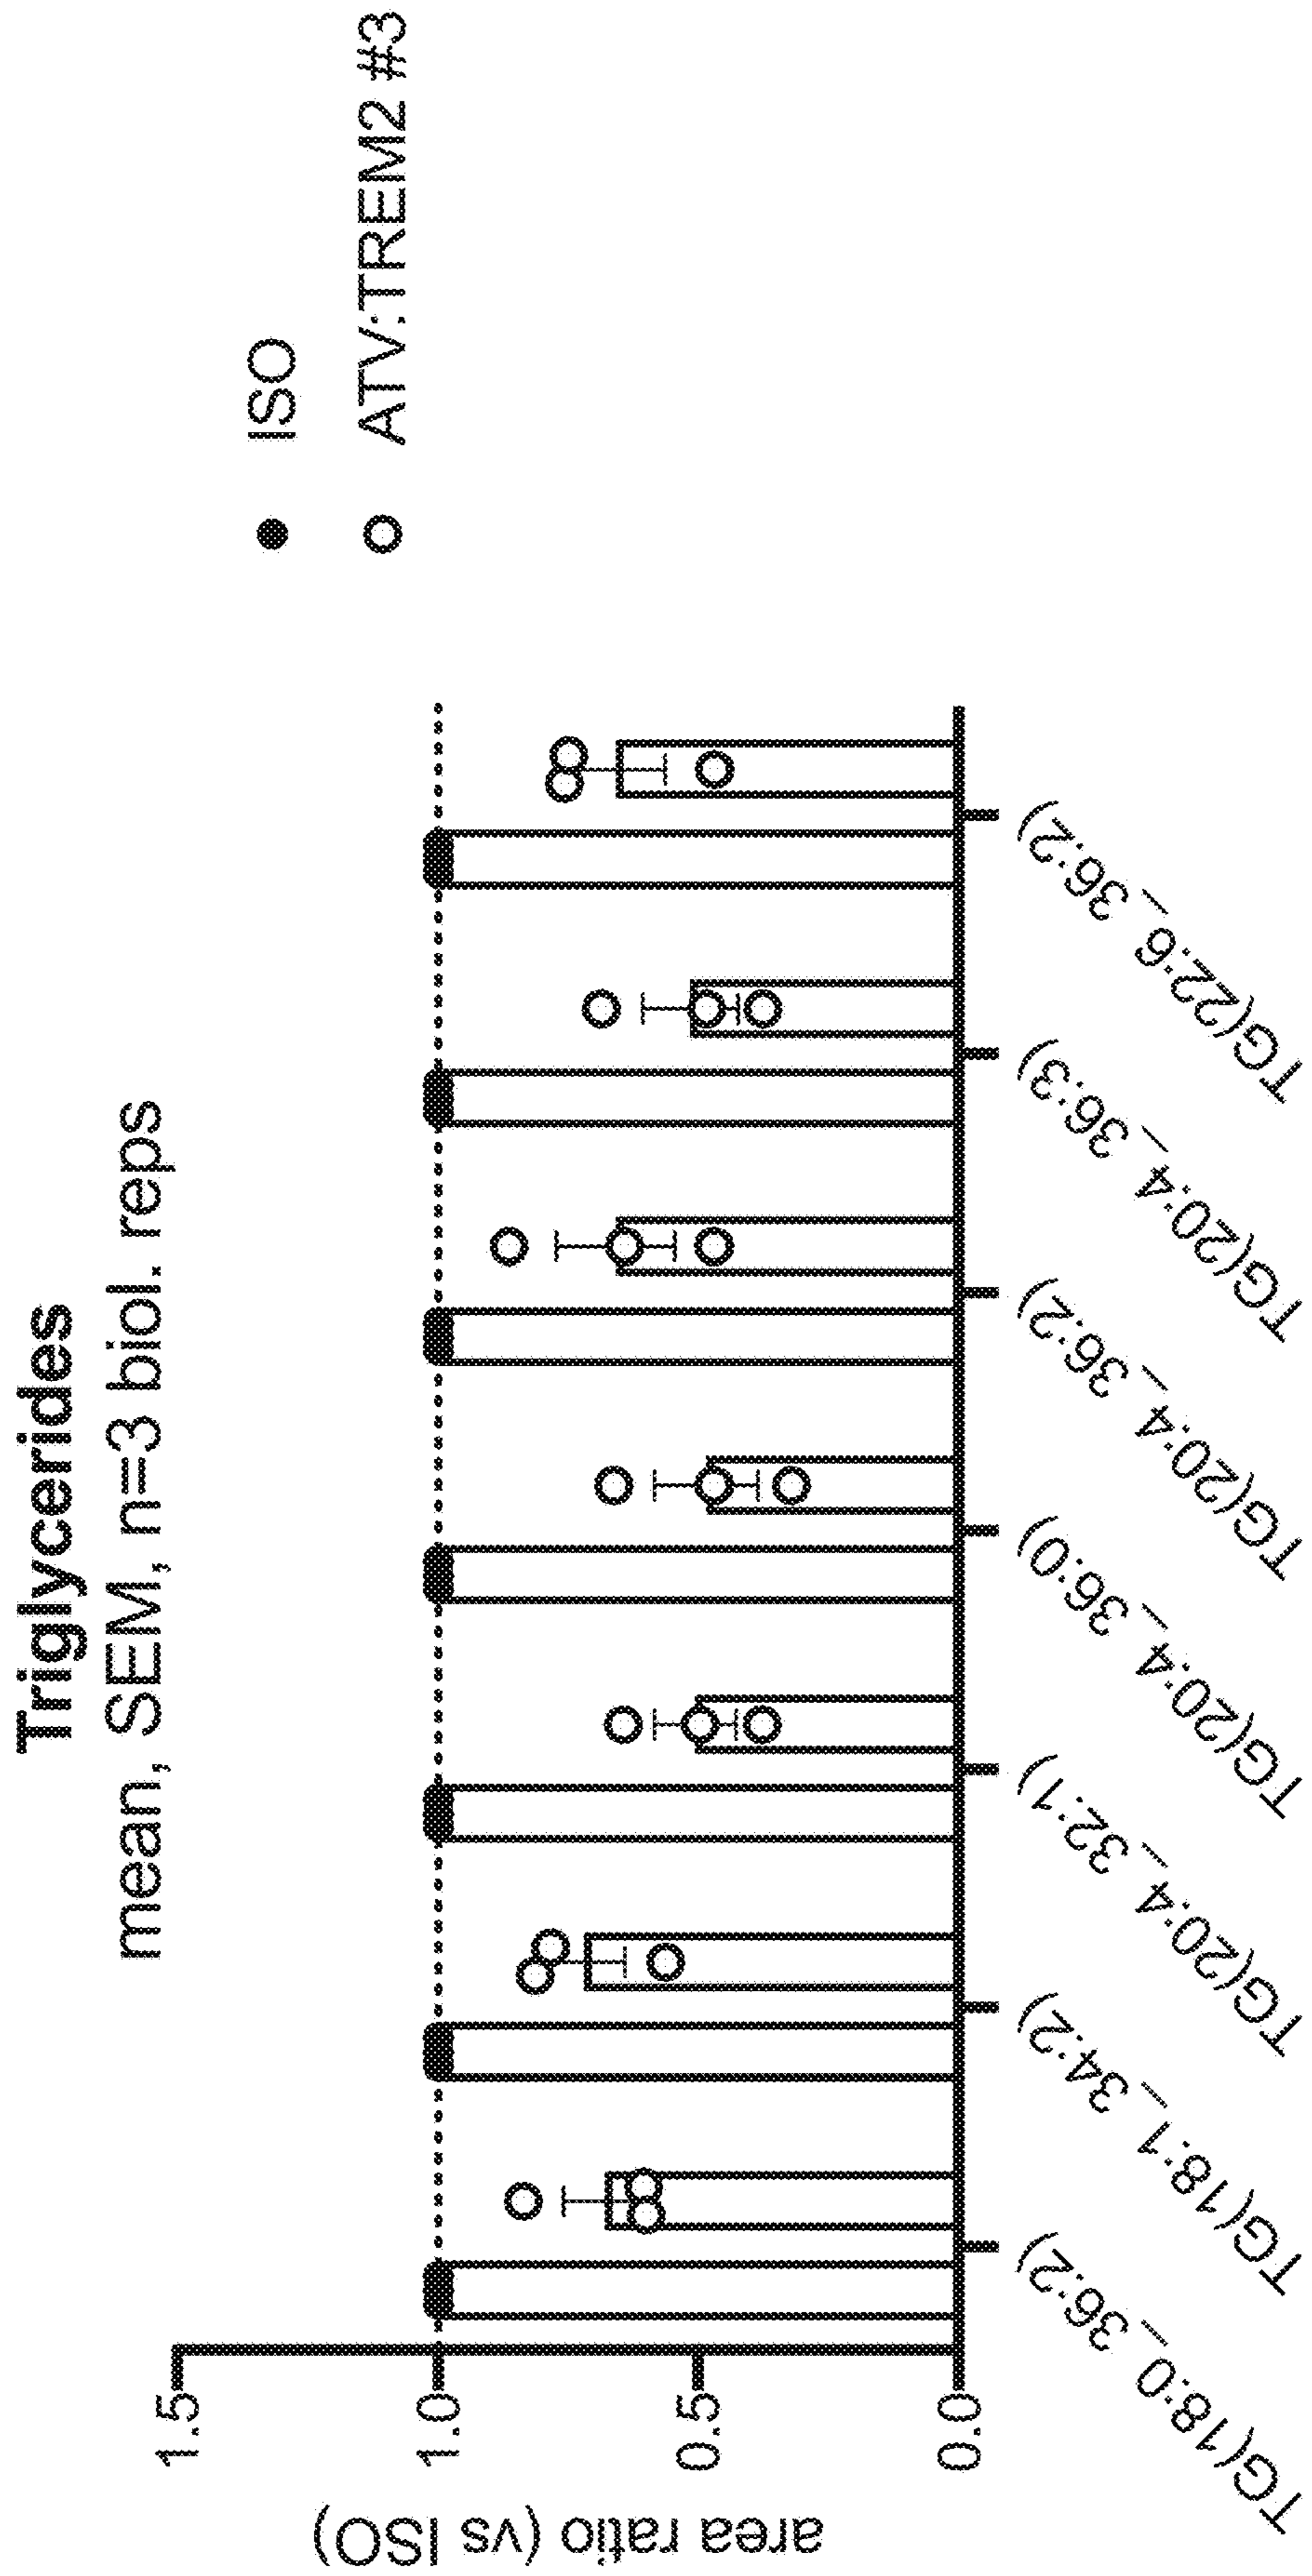 Triglycerides
mean, SEM, n=3 biol. reps
ISO
ATV:TREM2 #3
area ratio (vs ISO)
1.5
1.0
0.5
0.0
TG(18:0_36:2)
TG(18:1_34:2)
TG(20:4_32:1)
TG(20:4_36:0)
TG(20:4_36:2)
TG(20:4_36:3)
TG(22:6_36:2)